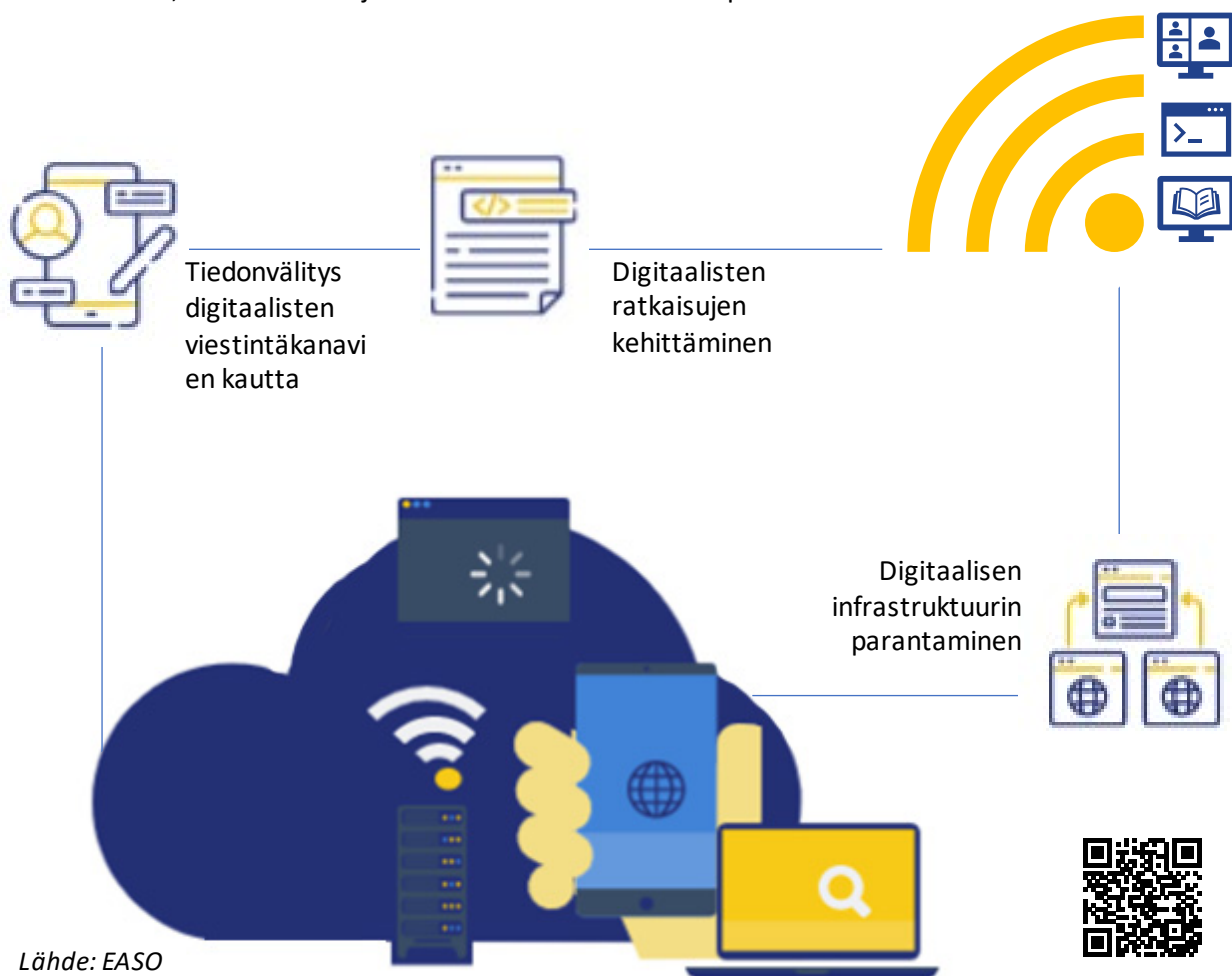 Tiedonvälitys
digitaalisten
viestintäkanavi
en kautta
Digitaalisten
ratkaisujen
kehittäminen
Digitaalisen
infrastruktuurin
parantaminen
Lähde: EASO